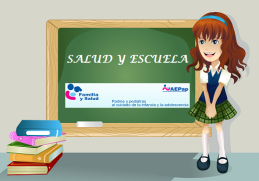 SALUD Y ESCUELA
Familia
y Salud
AEPap
Padres y pediatras
al cuidado de la infancia y la adolescencia